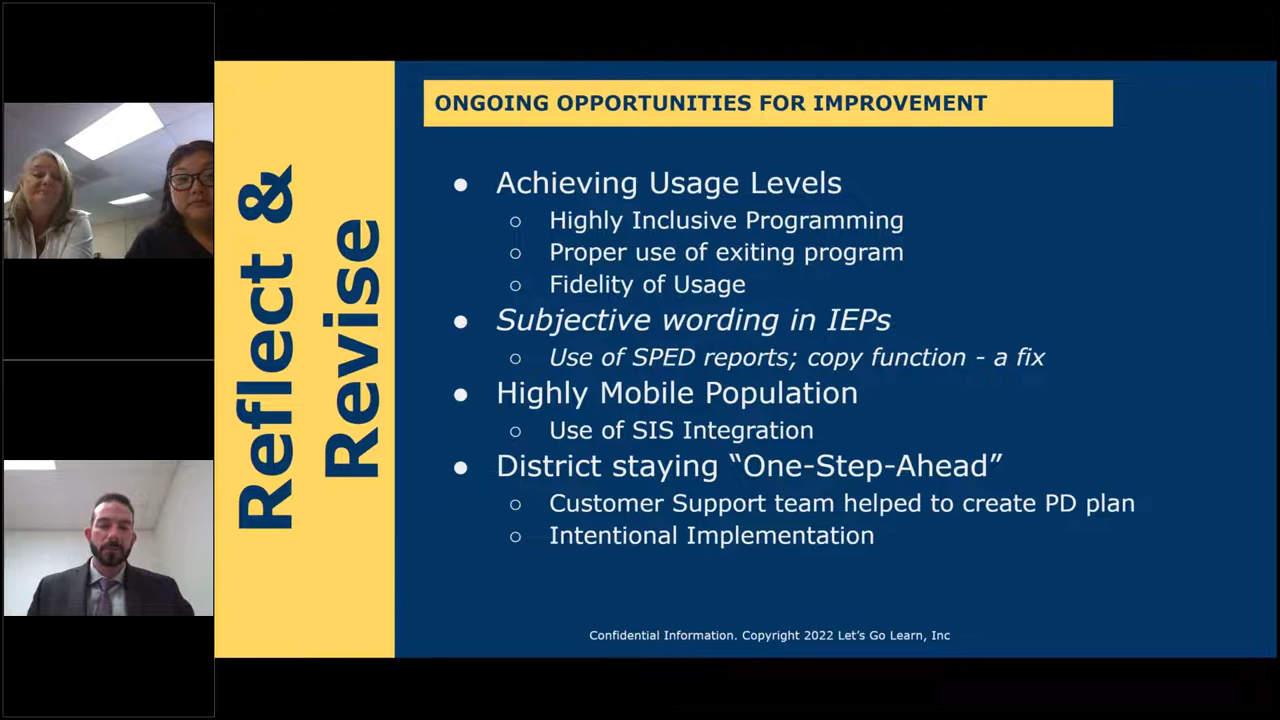 Reflect &
Revise
ONGOING OPPORTUNITIES FOR IMPROVEMENT
● Achieving Usage Levels
○ Highly Inclusive Programming
○ Proper use of exiting program
○ Fidelity of Usage
● Subjective wording in IEPs
○ Use of SPED reports; copy function - a fix
● Highly Mobile Population
○ Use of SIS Integration
● District staying “One-Step-Ahead”
○ Customer Support team helped to create PD plan
○ Intentional Implementation
Confidential Information. Copyright 2022 Let’s Go Learn, Inc